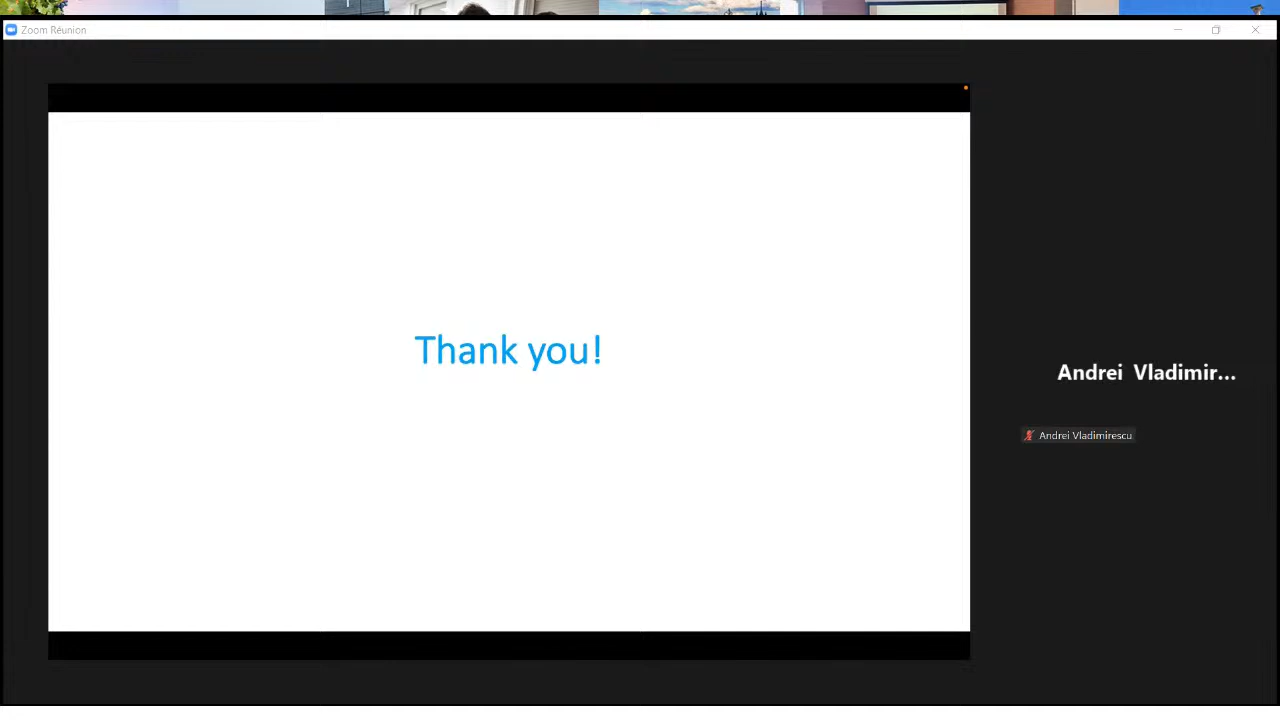 Zoom Réunion
Thank you!
Andrei Vladimir...
Andrei Vladimirescu